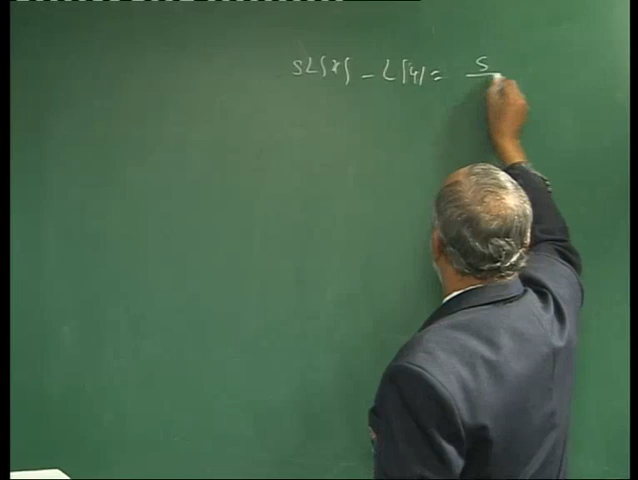 sL{x} - L{y} = s